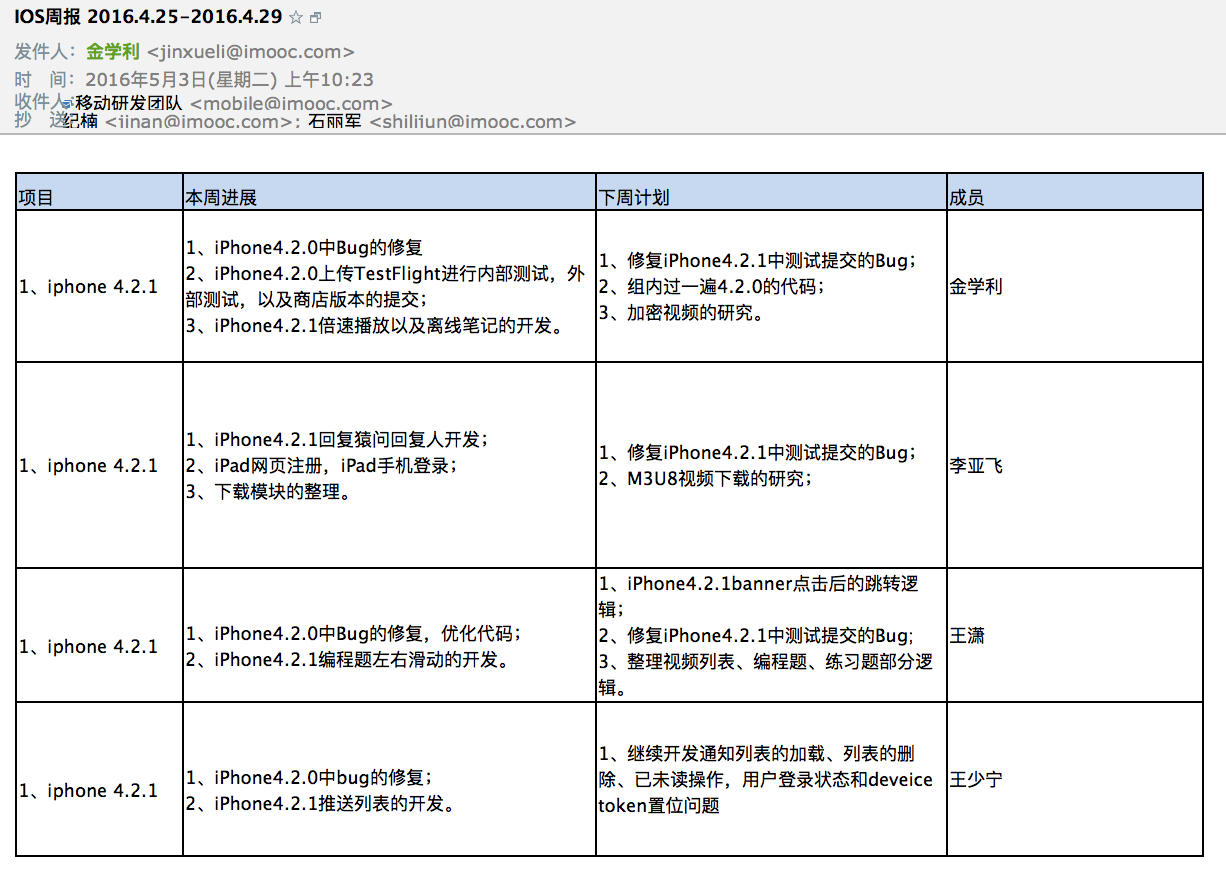 IOS周报 2016.4.25-2016.4.29
发件人：金学利 <jinxueli@imooc.com>
时 间：2016年5月3日(星期二) 上午10:23
收件人：移动研发团队 <mobile@imooc.com>
抄 送：纪楠 <jinan@imooc.com>; 石丽军 <shilijun@imooc.com>
项目 本周进展 下周计划 成员
1、iphone 4.2.1
1、iPhone4.2.0中Bug的修复
2、iPhone4.2.0上传TestFlight进行内部测试，外
部测试，以及商店版本的提交；
3、iPhone4.2.1倍速播放以及离线笔记的开发。
1、修复iPhone4.2.1中测试提交的Bug；
2、组内过一遍4.2.0的代码；
3、加密视频的研究。
金学利
1、iphone 4.2.1
1、iPhone4.2.1回复猿问回复人开发；
2、iPad网页注册，iPad手机登录；
3、下载模块的整理。
1、修复iPhone4.2.1中测试提交的Bug；
2、M3U8视频下载的研究；
李亚飞
1、iphone 4.2.1
1、iPhone4.2.0中Bug的修复，优化代码；
2、iPhone4.2.1编程题左右滑动的开发。
1、iPhone4.2.1banner点击后的跳转逻
辑；
2、修复iPhone4.2.1中测试提交的Bug;
3、整理视频列表、编程题、练习题部分逻
辑。
王潇
1、iphone 4.2.1
1、iPhone4.2.0中bug的修复；
2、iPhone4.2.1推送列表的开发。
1、继续开发通知列表的加载、列表的删
除、已未读操作，用户登录状态和deveice
token置位问题
王少宁